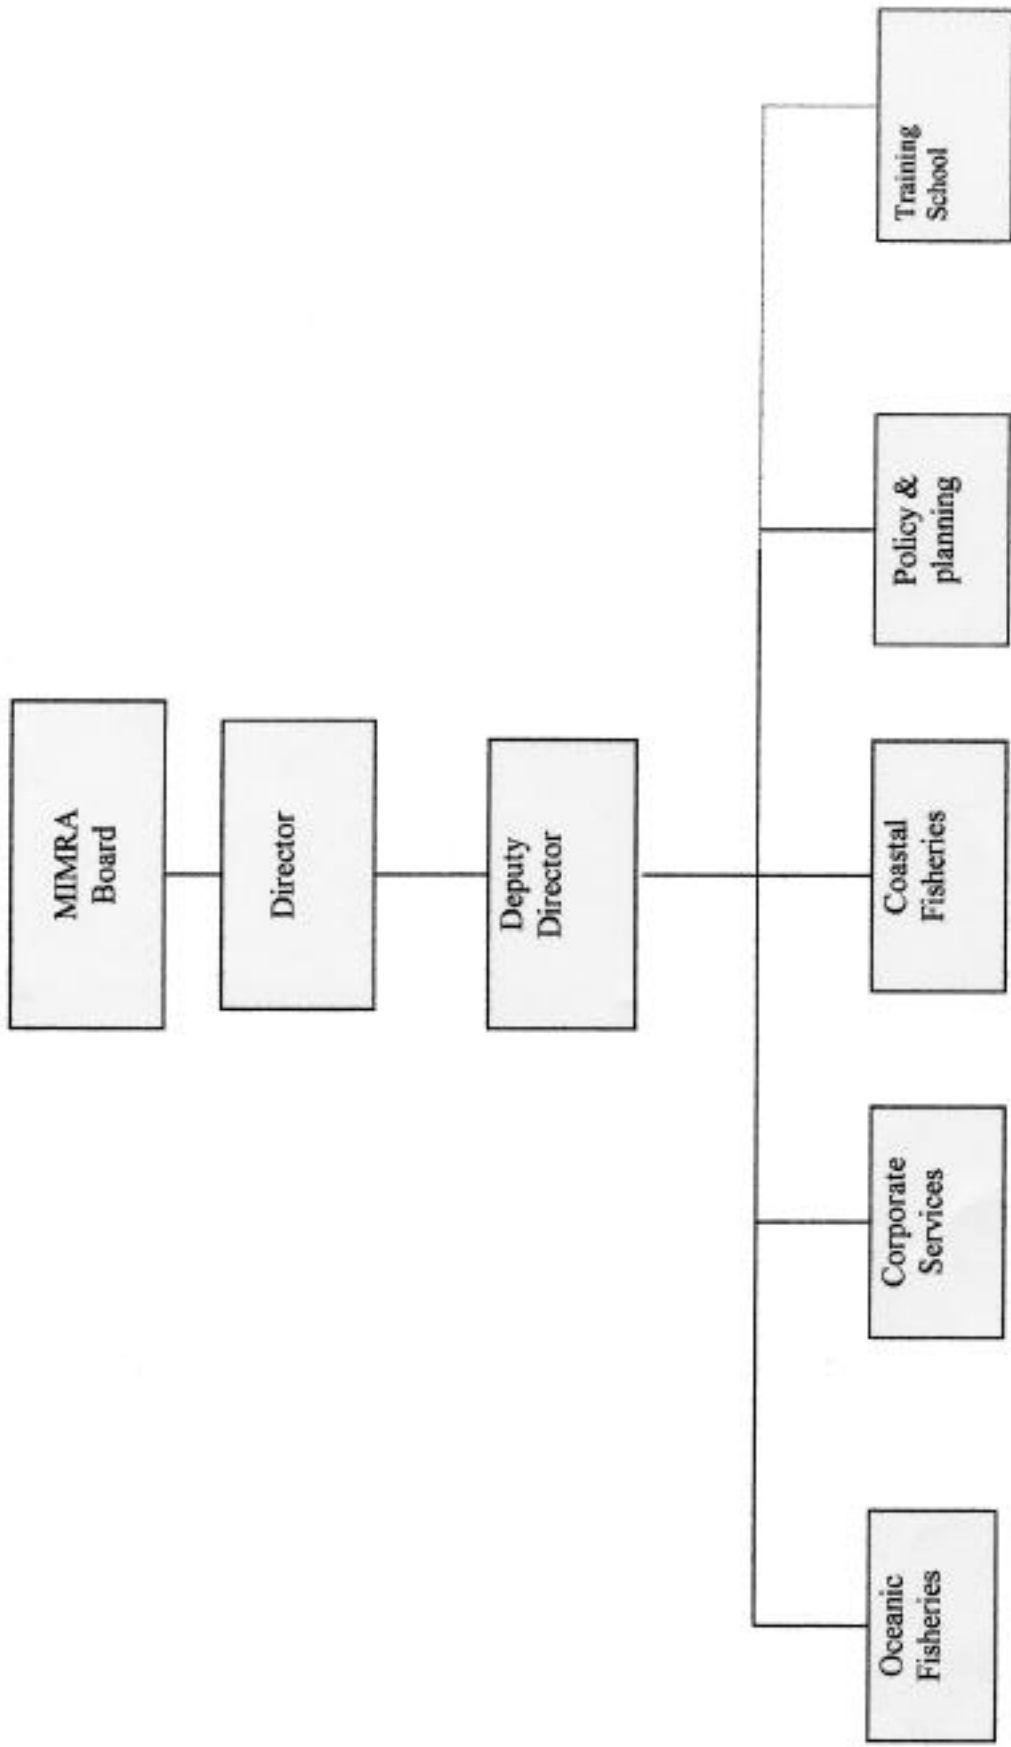 MIMRA
Board
Director
Deputy
Director
Oceanic
Fisheries
Corporate
Services
Coastal
Fisheries
Policy &
planning
Training
School